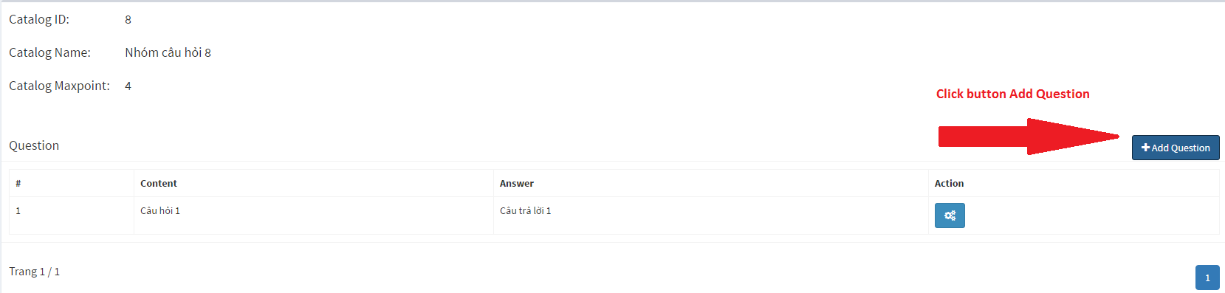 Catalog ID: 8
Catalog Name: Nhóm câu hỏi 8
Catalog Maxpoint: 4
Click button Add Question
Question
Add Question
# Content Answer Action
1 Câu hỏi 1 Câu trả lời 1
Trang 1 / 1
1